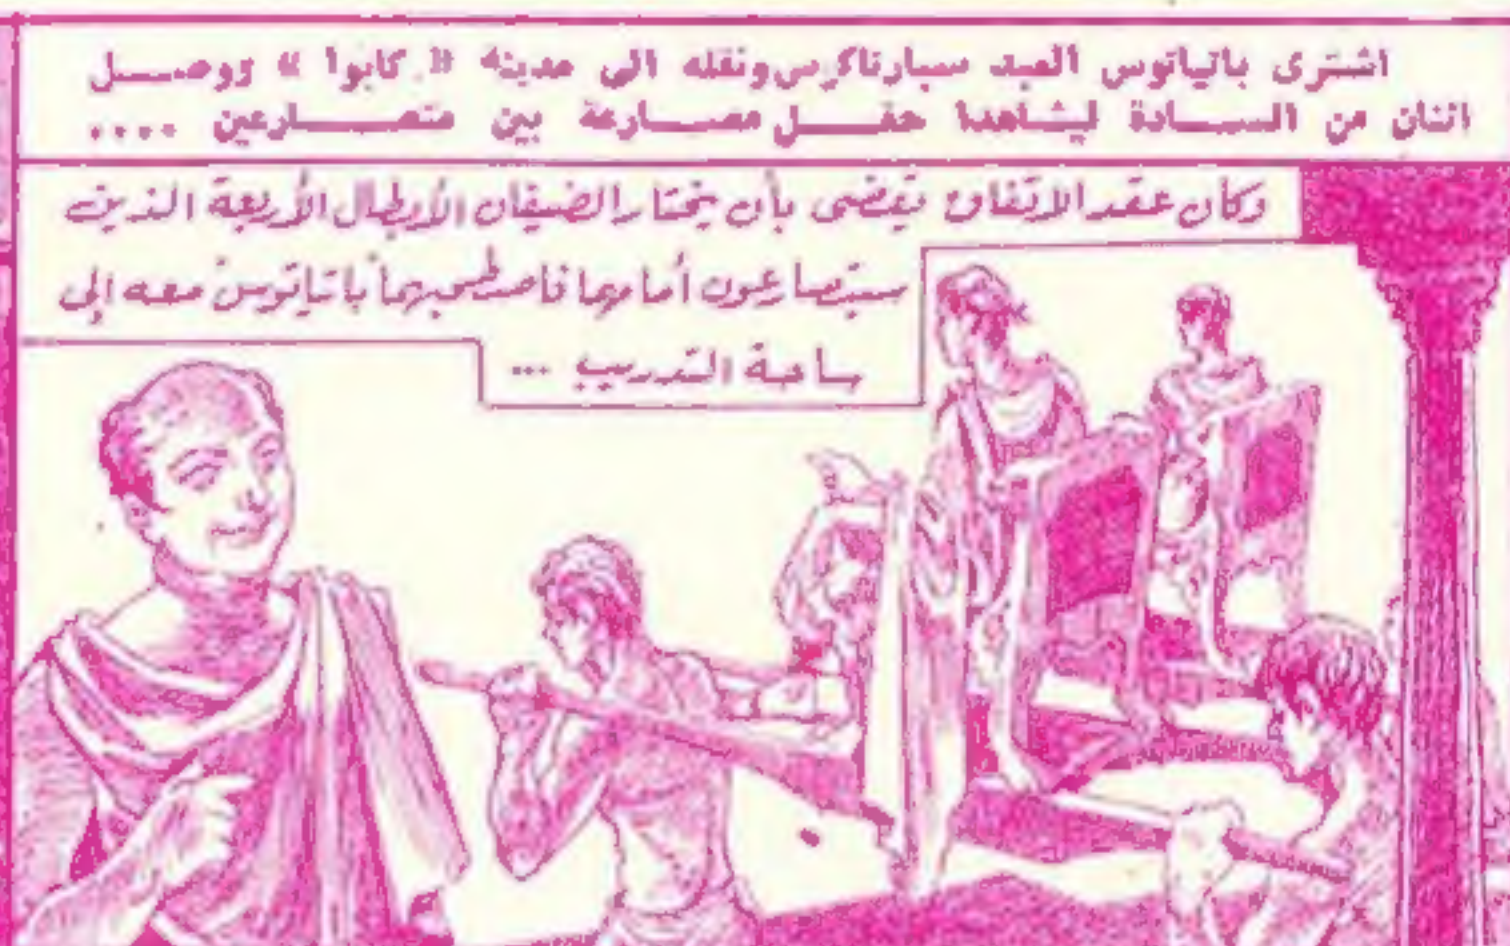 اشترى باتياتوس العبد سبارتاكوس ونقله الى مدينة « كابوا » ووصل
اثنان من السادة ليشاهدا حفل مصارعة بين متصارعين ....
وكان عقد الاتفاق يقضى بأن يختار الضيفان الأبطال الأربعة الذين
سيتصارعون أمامهما فاصطحبهما باتياتوس معه إلى
ساحة التدريب ...